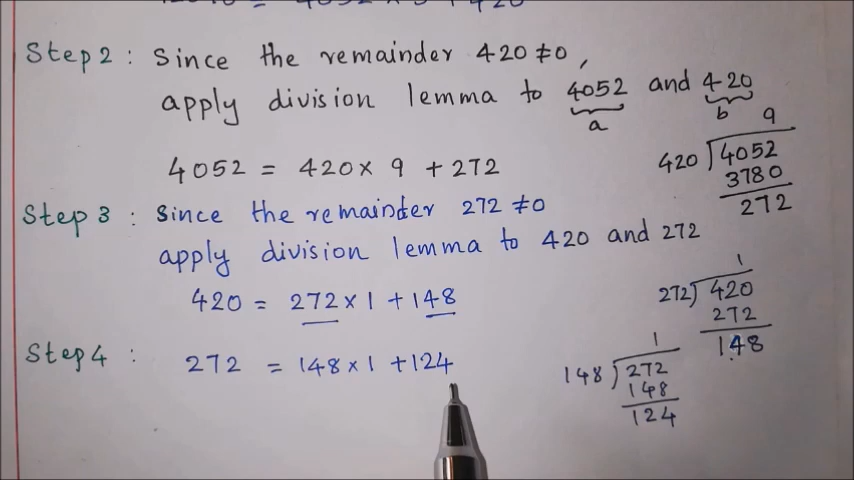 Step 2 : Since the remainder 420 ≠ 0,
apply division lemma to 4052 and 420
a b
4052 = 420 × 9 + 272
9
420 ) 4052
3780
272
Step 3 : Since the remainder 272 ≠ 0
apply division lemma to 420 and 272
420 = 272 × 1 + 148
1
272 ) 420
272
148
Step 4 : 272 = 148 × 1 + 124
1
148 ) 272
148
124